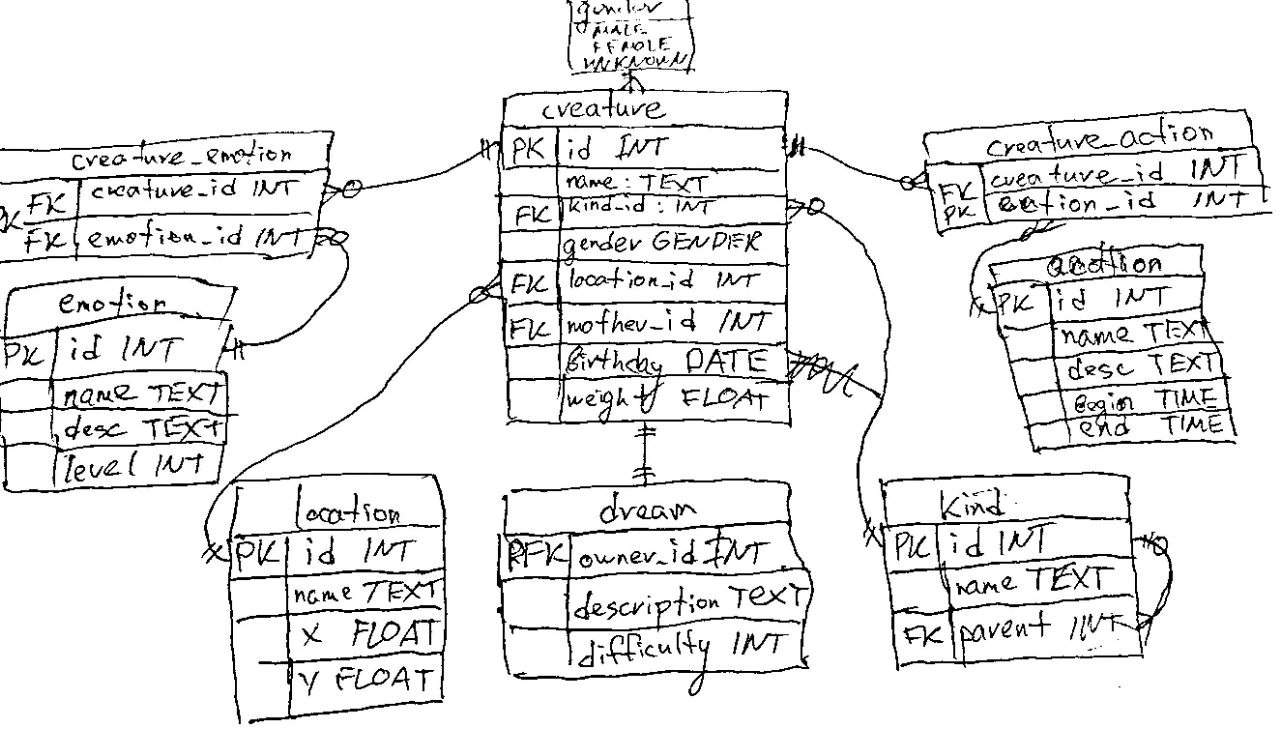 gender
MALE
FEMOLE
UNKNOWN
creature
PK id INT
name : TEXT
FK kind_id : INT
gender GENDER
FK location_id INT
FK mother_id INT
Birthday DATE
weight FLOAT
creature_emotion
PK
FK creature_id INT
FK emotion_id INT
emotion
PK id INT
name TEXT
desc TEXT
level INT
creature_action
FK creature_id INT
PK action_id INT
action
PK id INT
name TEXT
desc TEXT
Begin TIME
end TIME
location
PK id INT
name TEXT
X FLOAT
Y FLOAT
dream
PFK owner_id INT
description TEXT
difficulty INT
kind
PK id INT
name TEXT
FK parent INT